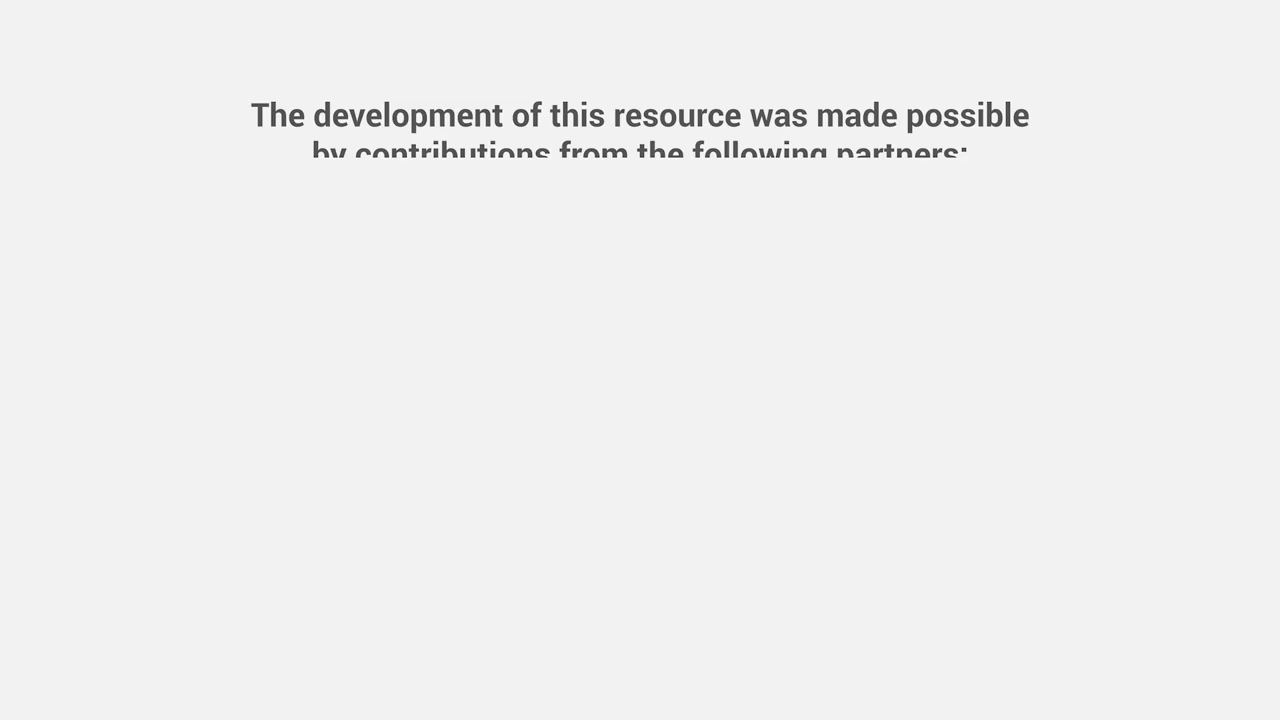 The development of this resource was made possible
by contributions from the following partners: